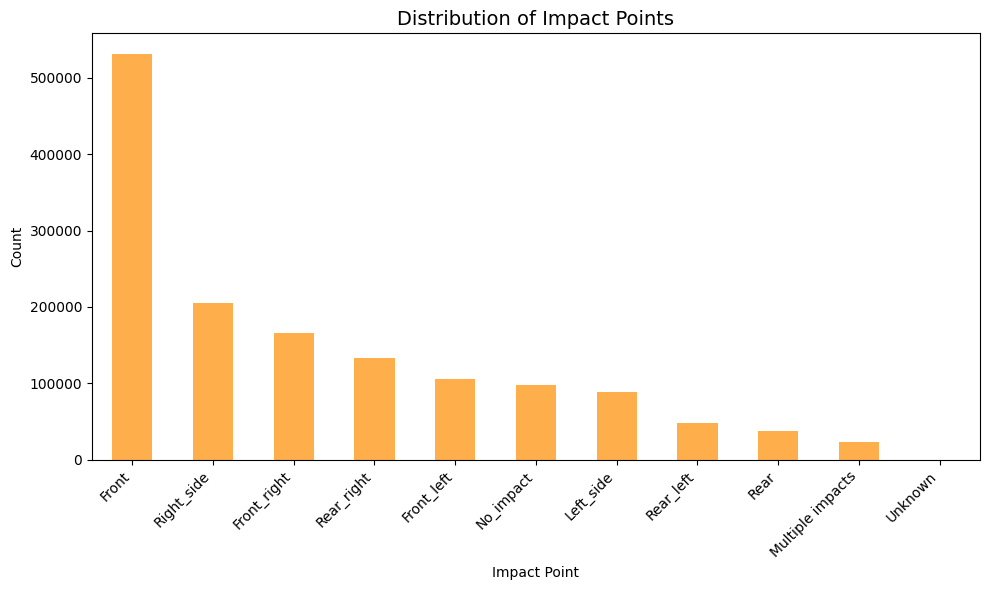 Distribution of Impact Points
Count
500000
400000
300000
200000
100000
0
Front
Right_side
Front_right
Rear_right
Front_left
No_impact
Left_side
Rear_left
Rear
Multiple impacts
Unknown
Impact Point